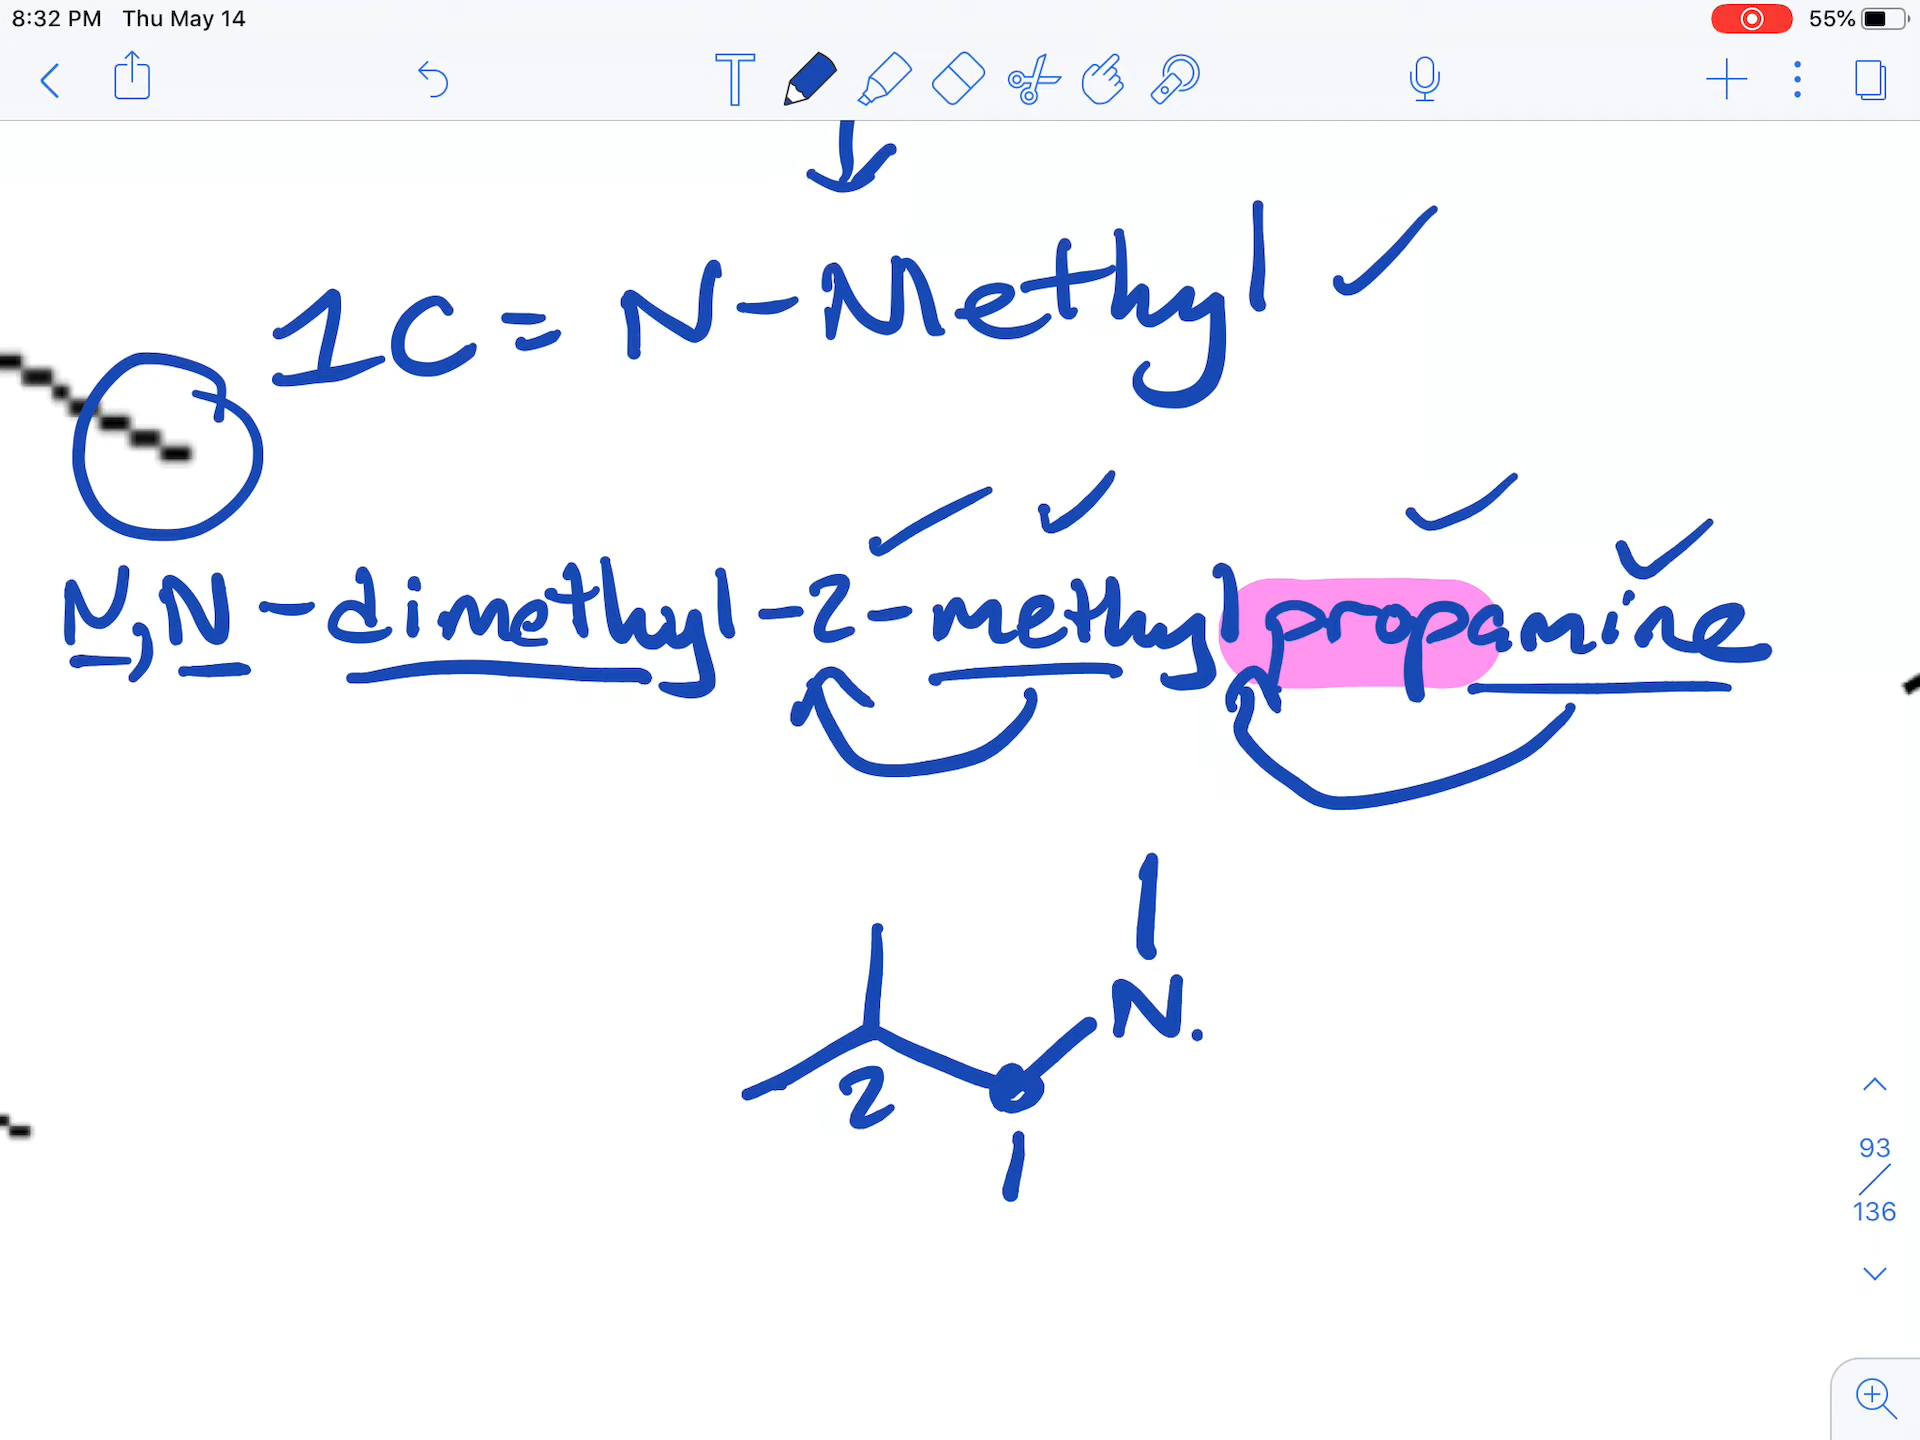 8:32 PM Thu May 14
55%
T
1C = N-Methyl
N,N-dimethyl-2-methylpropamine
N.
2
1
93
136